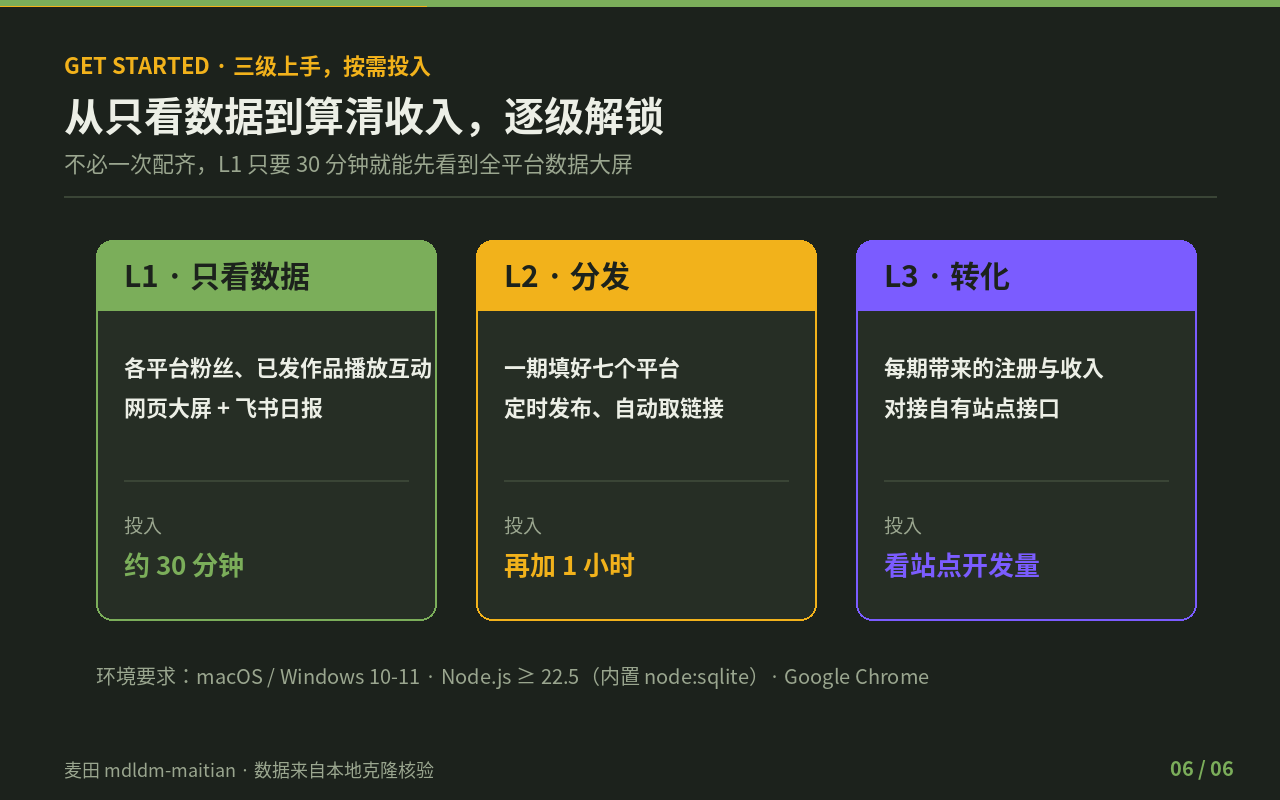 GET STARTED · 三级上手，按需投入
从只看数据到算清收入，逐级解锁
不必一次配齐，L1 只要 30 分钟就能先看到全平台数据大屏
L1 · 只看数据
各平台粉丝、已发作品播放互动
网页大屏 + 飞书日报
投入
约 30 分钟
L2 · 分发
一期填好七个平台
定时发布、自动取链接
投入
再加 1 小时
L3 · 转化
每期带来的注册与收入
对接自有站点接口
投入
看站点开发量
环境要求：macOS / Windows 10-11 · Node.js ≥ 22.5（内置 node:sqlite） · Google Chrome
麦田 mdldm-maitian · 数据来自本地克隆核验
06 / 06